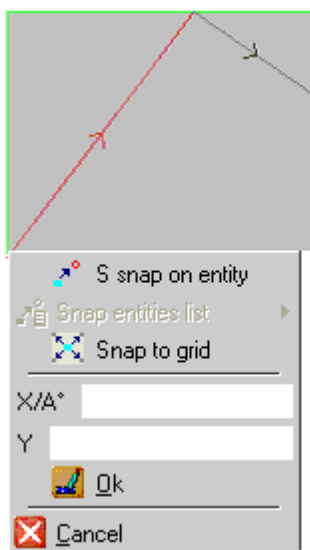 S snap on entity
Snap entities list
Snap to grid
X/A°
Y
Ok
Cancel